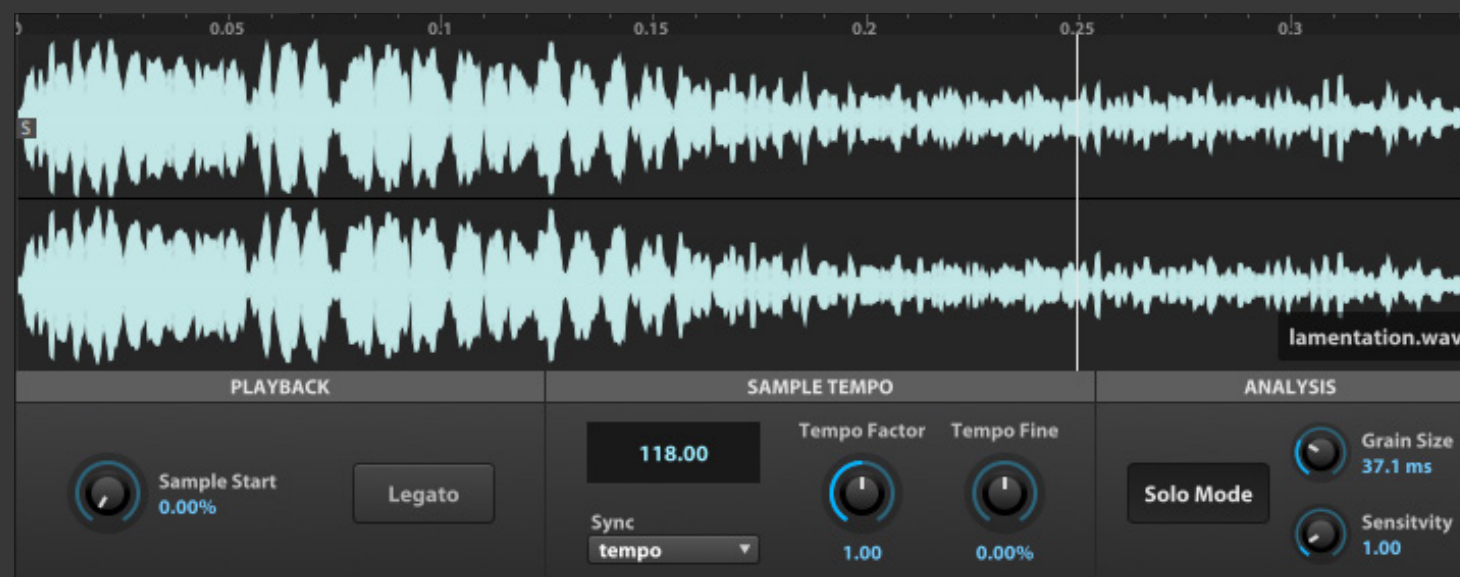 0.05 0.1 0.15 0.2 0.25 0.3
S
lamentation.wav
PLAYBACK SAMPLE TEMPO ANALYSIS
Tempo Factor Tempo Fine
Grain Size
118.00
37.1 ms
Sample Start
0.00%
Legato
Solo Mode
Sync
Sensitvity
tempo
1.00 0.00%
1.00